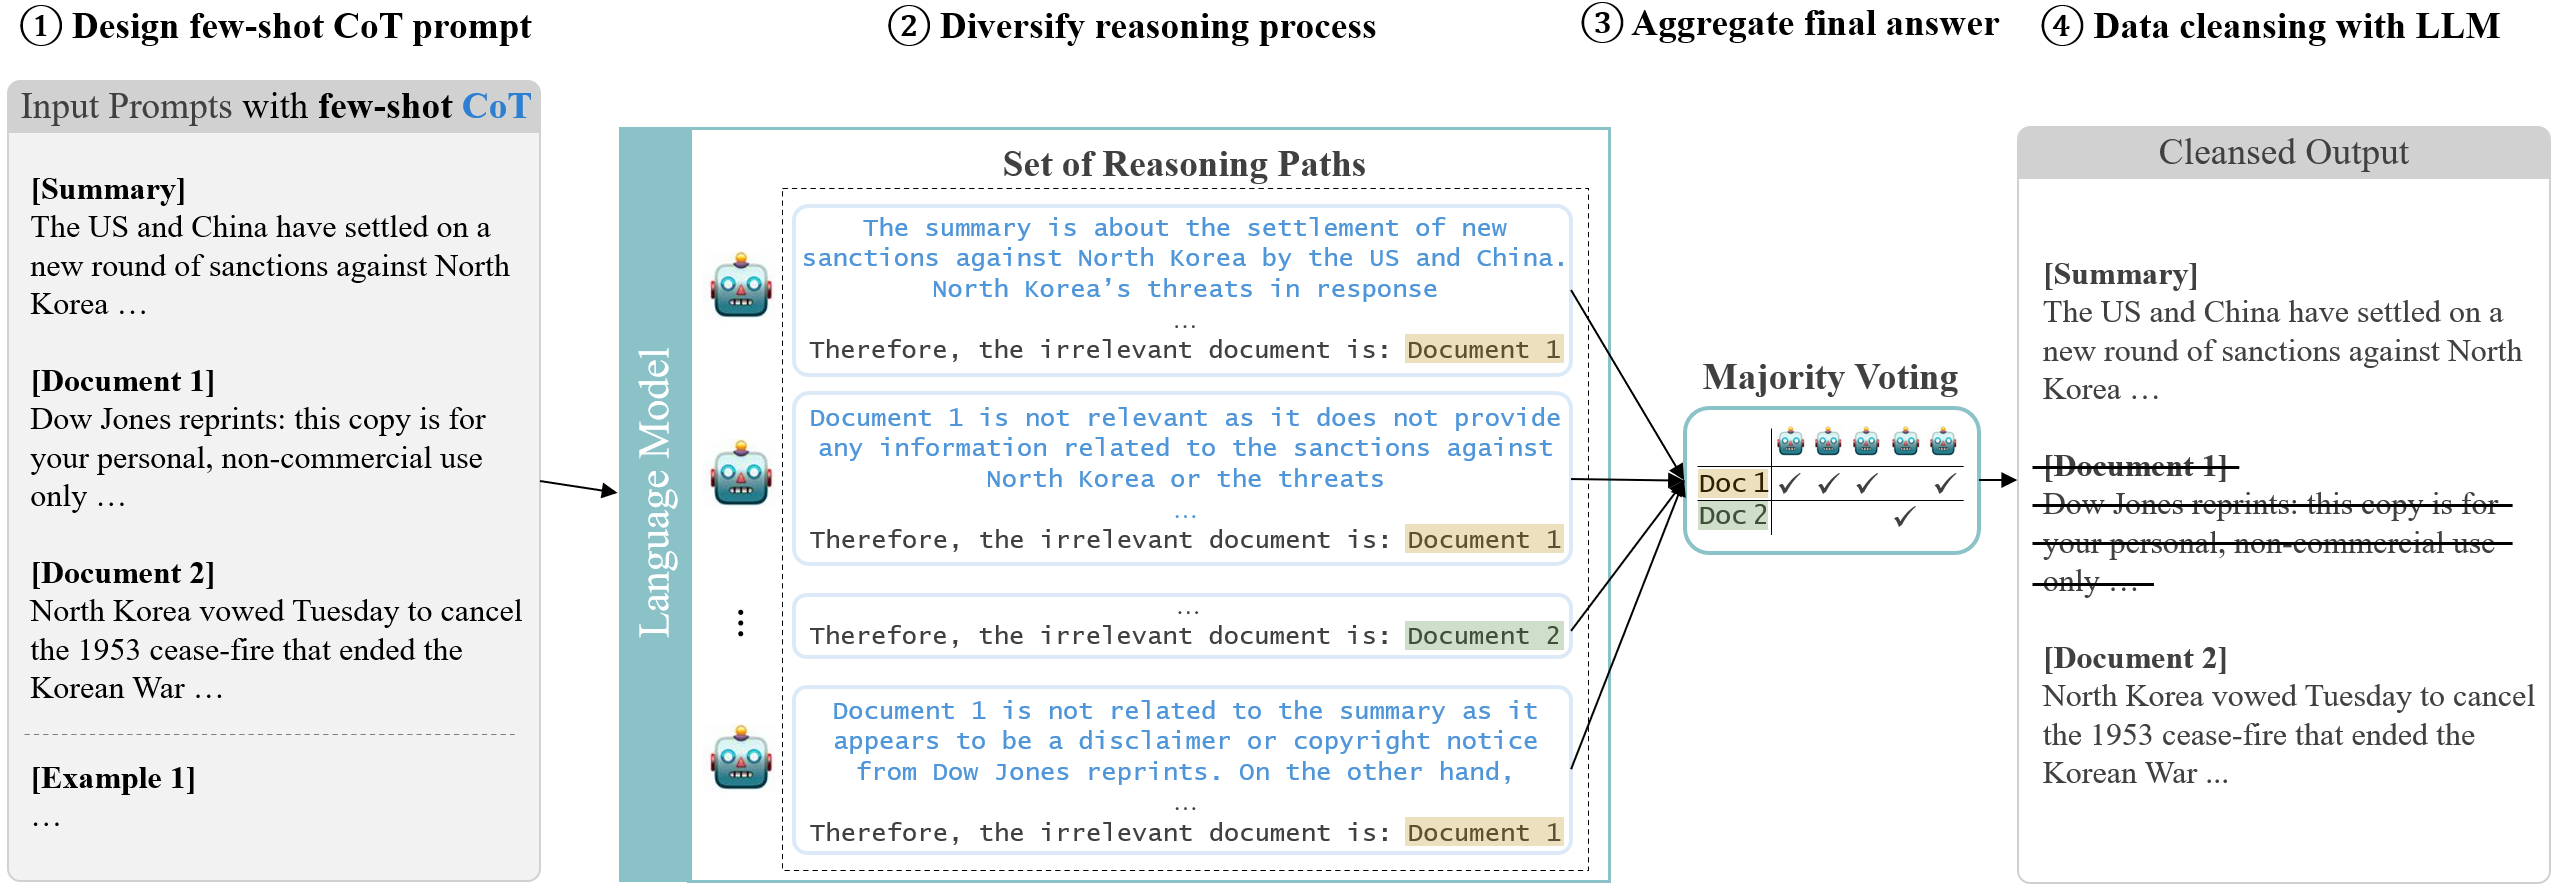 ① Design few-shot CoT prompt
② Diversify reasoning process
③ Aggregate final answer
④ Data cleansing with LLM
Input Prompts with few-shot CoT
[Summary]
The US and China have settled on a
new round of sanctions against North
Korea …
[Document 1]
Dow Jones reprints: this copy is for
your personal, non-commercial use
only …
[Document 2]
North Korea vowed Tuesday to cancel
the 1953 cease-fire that ended the
Korean War …
[Example 1]
…
Language Model
Set of Reasoning Paths
The summary is about the settlement of new
sanctions against North Korea by the US and China.
North Korea’s threats in response
…
Therefore, the irrelevant document is: Document 1
Document 1 is not relevant as it does not provide
any information related to the sanctions against
North Korea or the threats
…
Therefore, the irrelevant document is: Document 1
…
Therefore, the irrelevant document is: Document 2
Document 1 is not related to the summary as it
appears to be a disclaimer or copyright notice
from Dow Jones reprints. On the other hand,
…
Therefore, the irrelevant document is: Document 1
Majority Voting
Doc 1 ✓ ✓ ✓ ✓
Doc 2 ✓
Cleansed Output
[Summary]
The US and China have settled on a
new round of sanctions against North
Korea …
[Document 1]
Dow Jones reprints: this copy is for
your personal, non-commercial use
only …
[Document 2]
North Korea vowed Tuesday to cancel
the 1953 cease-fire that ended the
Korean War ...